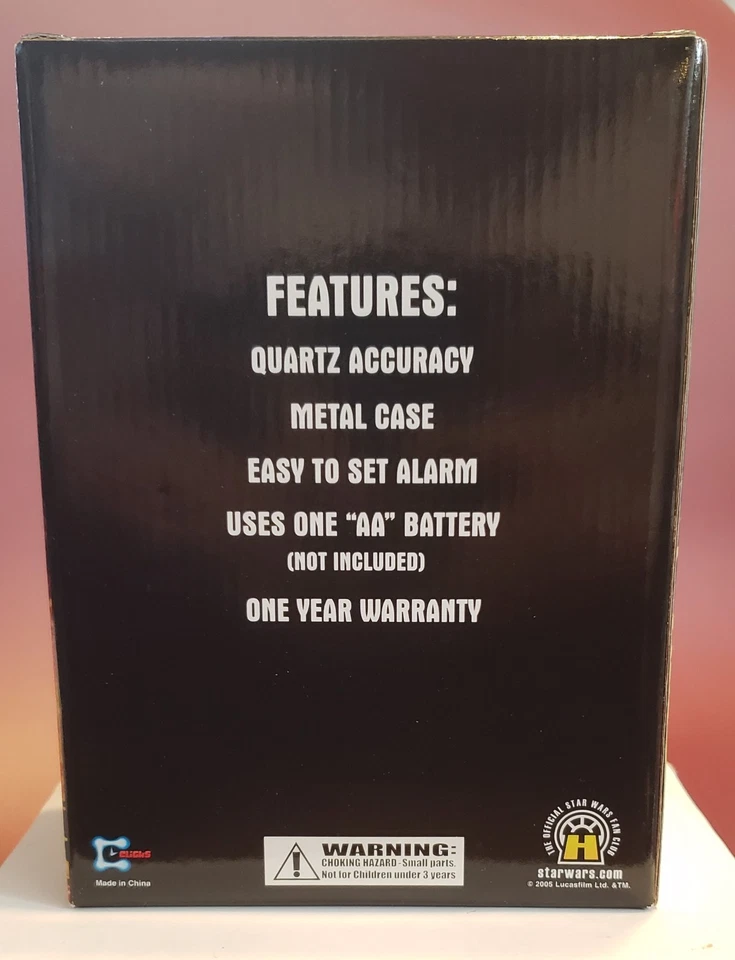 FEATURES:
QUARTZ ACCURACY
METAL CASE
EASY TO SET ALARM
USES ONE “AA” BATTERY
(NOT INCLUDED)
ONE YEAR WARRANTY
Made in China
WARNING:
CHOKING HAZARD - Small parts.
Not for Children under 3 years
THE OFFICIAL STAR WARS FAN CLUB
H
starwars.com
© 2005 Lucasfilm Ltd. & TM.